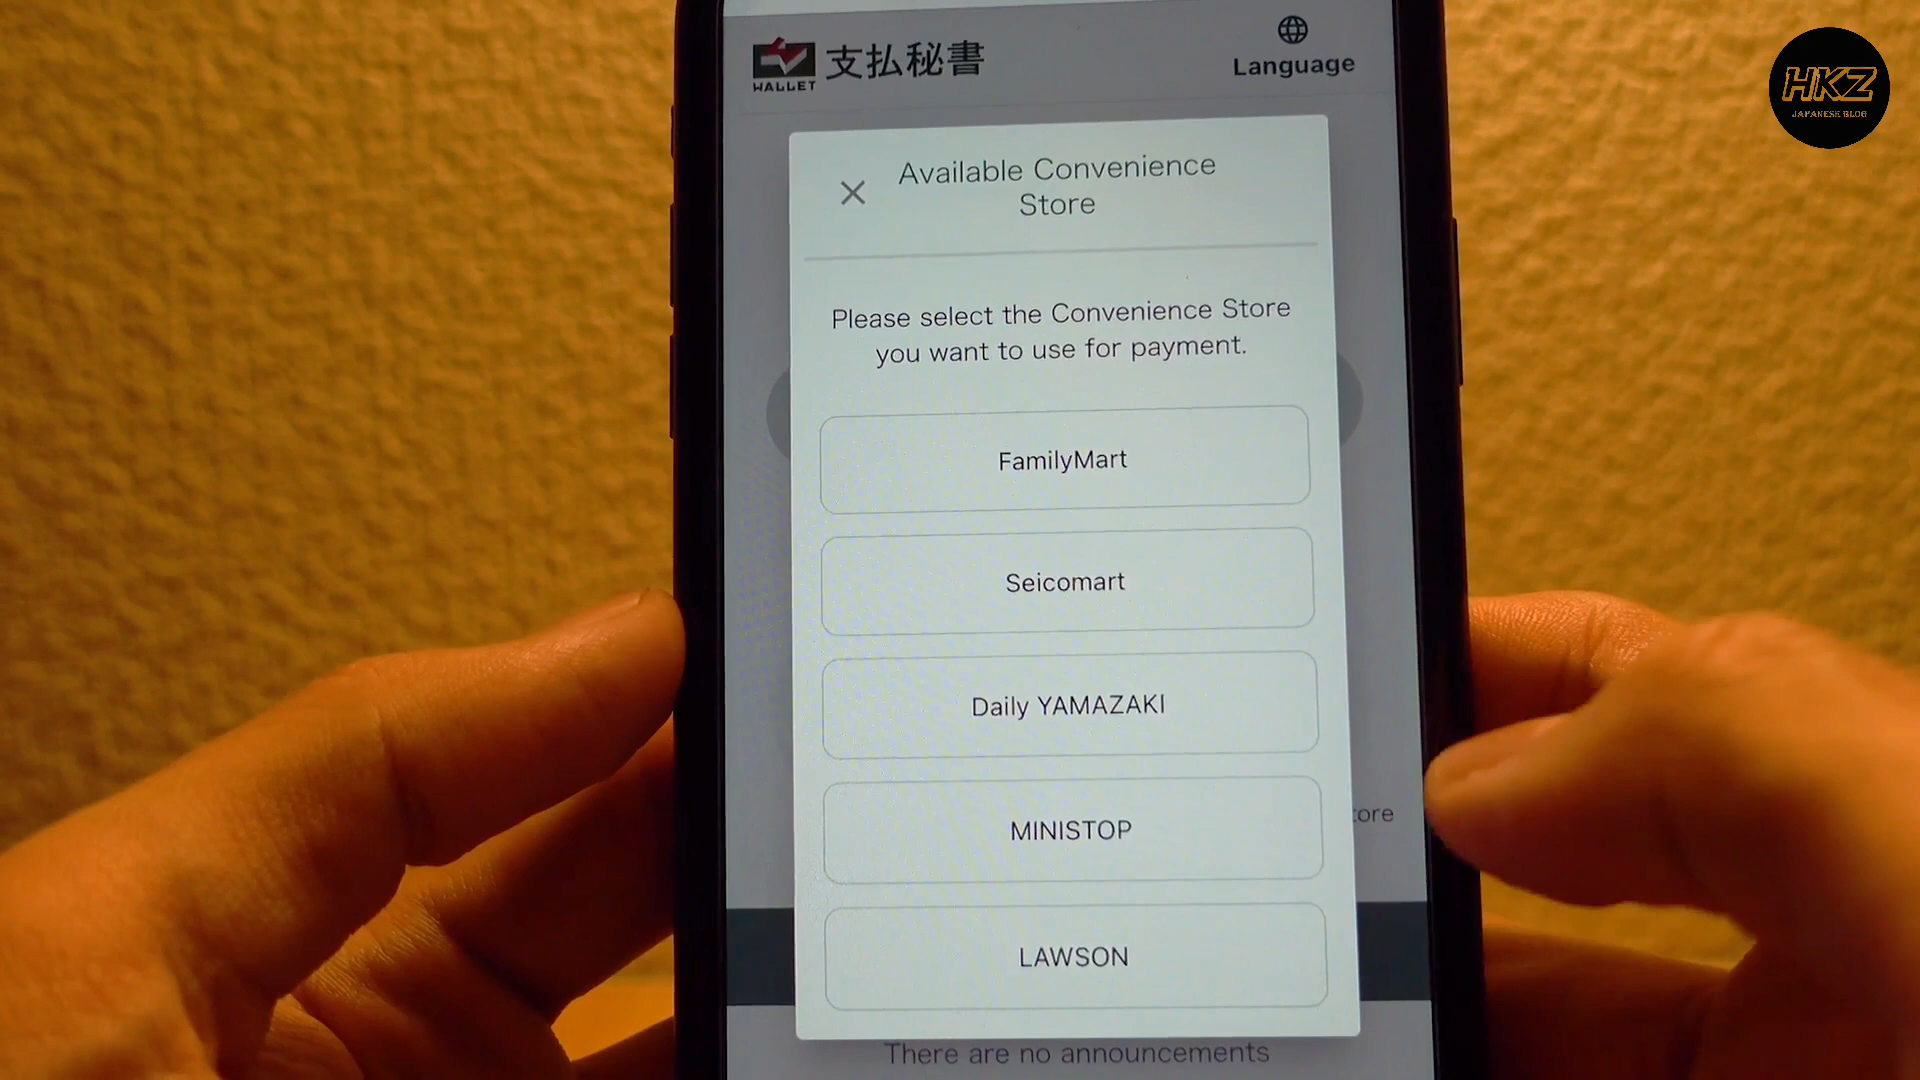 WALLET
支払秘書
Language
HKZ
JAPANESE BLOG
Available Convenience
Store
Please select the Convenience Store
you want to use for payment.
FamilyMart
Seicomart
Daily YAMAZAKI
MINISTOP
tore
LAWSON
There are no announcements